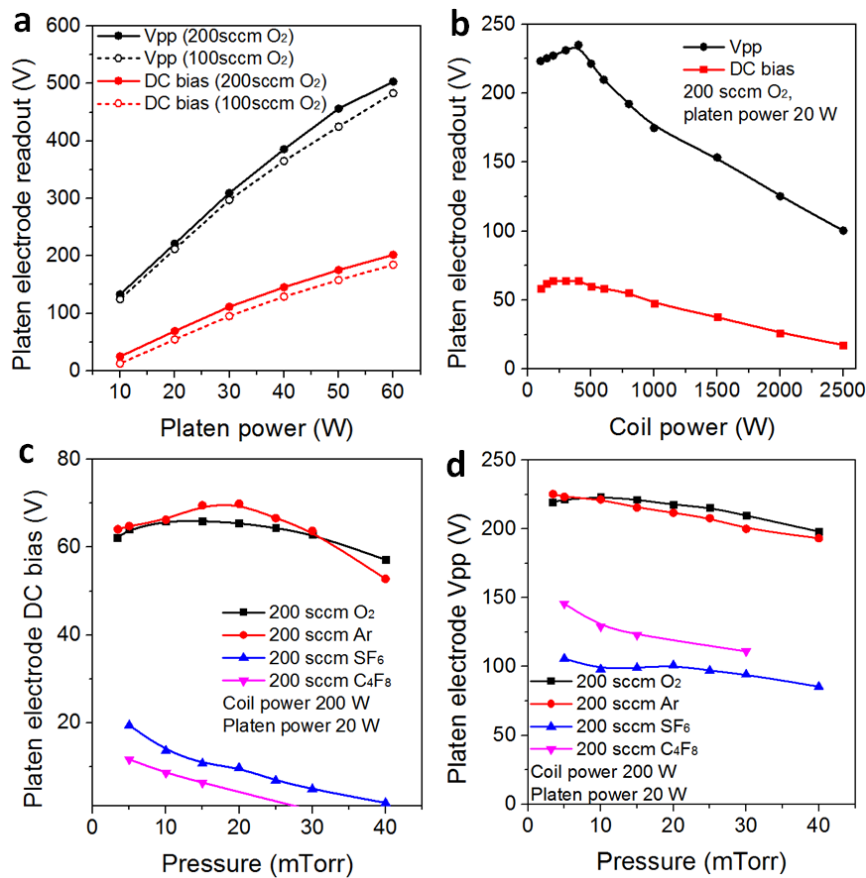 a
600
500
400
300
200
100
0
Platen electrode readout (V)
Vpp (200sccm O₂)
Vpp (100sccm O₂)
DC bias (200sccm O₂)
DC bias (100sccm O₂)
10 20 30 40 50 60
Platen power (W)
b
250
200
150
100
50
0
Platen electrode readout (V)
Vpp
DC bias
200 sccm O₂,
platen power 20 W
0 500 1000 1500 2000 2500
Coil power (W)
c
80
60
40
20
Platen electrode DC bias (V)
200 sccm O₂
200 sccm Ar
200 sccm SF₆
200 sccm C₄F₈
Coil power 200 W
Platen power 20 W
0 10 20 30 40
Pressure (mTorr)
d
250
200
150
100
50
0
Platen electrode Vpp (V)
200 sccm O₂
200 sccm Ar
200 sccm SF₆
200 sccm C₄F₈
Coil power 200 W
Platen power 20 W
0 10 20 30 40
Pressure (mTorr)